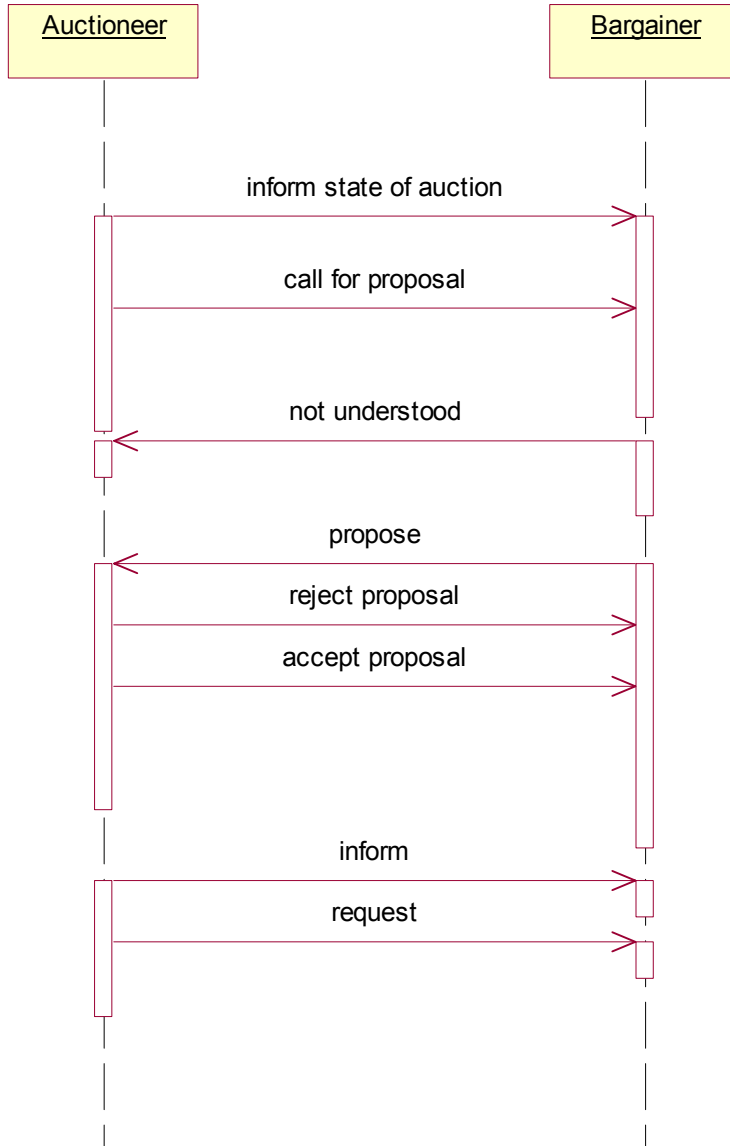 Auctioneer
Bargainer
inform state of auction
call for proposal
not understood
propose
reject proposal
accept proposal
inform
request